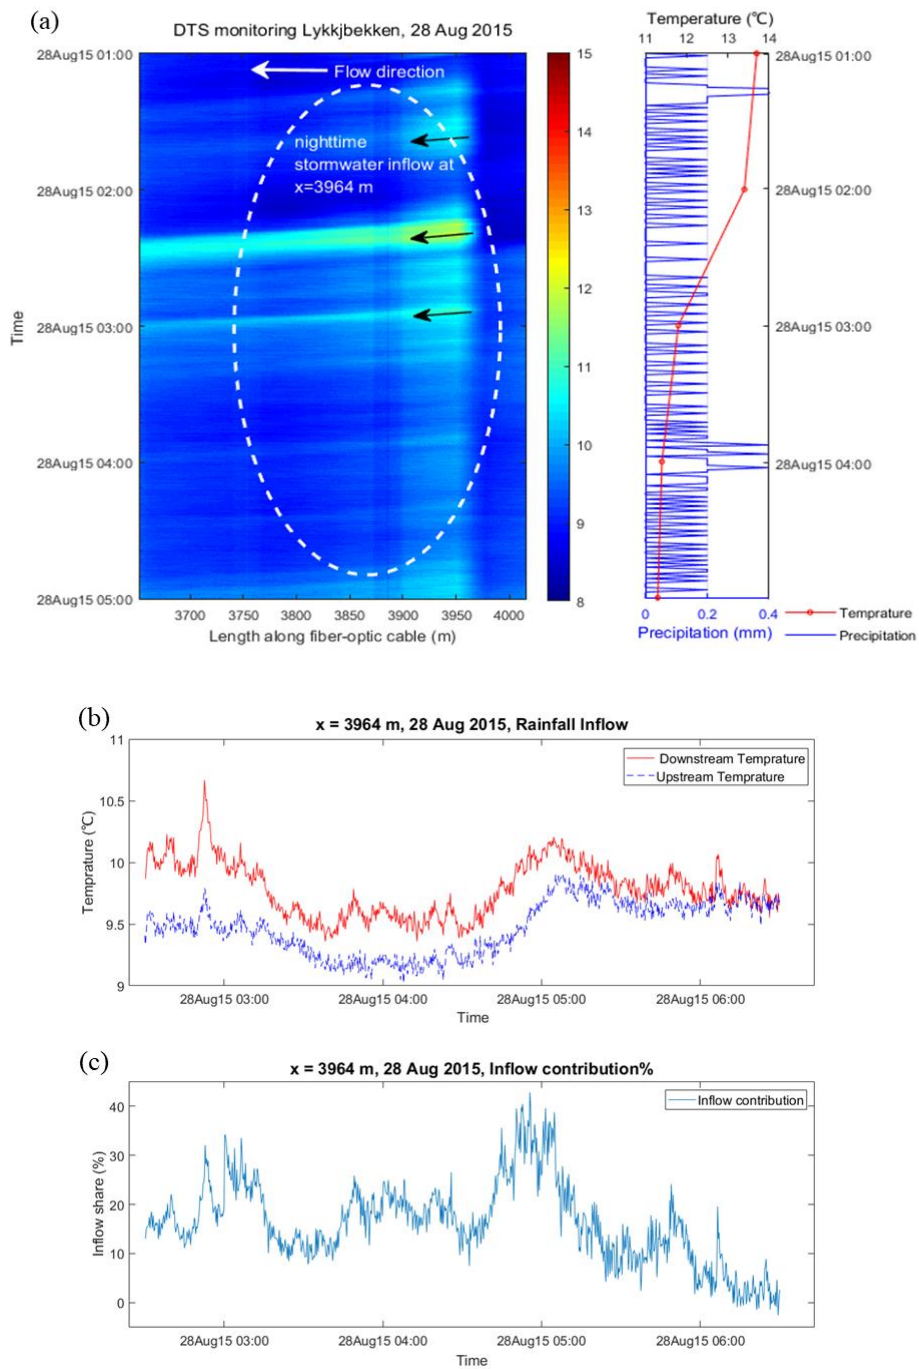 (a)
DTS monitoring Lykkjbekken, 28 Aug 2015
Temperature (℃)
11 12 13 14
28Aug15 01:00
28Aug15 02:00
28Aug15 03:00
28Aug15 04:00
28Aug15 05:00
Time
Flow direction
nighttime
stormwater inflow at
x=3964 m
3700 3750 3800 3850 3900 3950 4000
Length along fiber-optic cable (m)
15
14
13
12
11
10
9
8
28Aug15 01:00
28Aug15 02:00
28Aug15 03:00
28Aug15 04:00
0 0.2 0.4
Precipitation (mm)
Temprature
Precipitation
(b)
x = 3964 m, 28 Aug 2015, Rainfall Inflow
11
10.5
10
9.5
9
Temprature (℃)
Downstream Temprature
Upstream Temprature
28Aug15 03:00 28Aug15 04:00 28Aug15 05:00 28Aug15 06:00
Time
(c)
x = 3964 m, 28 Aug 2015, Inflow contribution%
40
30
20
10
0
Inflow share (%)
Inflow contribution
28Aug15 03:00 28Aug15 04:00 28Aug15 05:00 28Aug15 06:00
Time